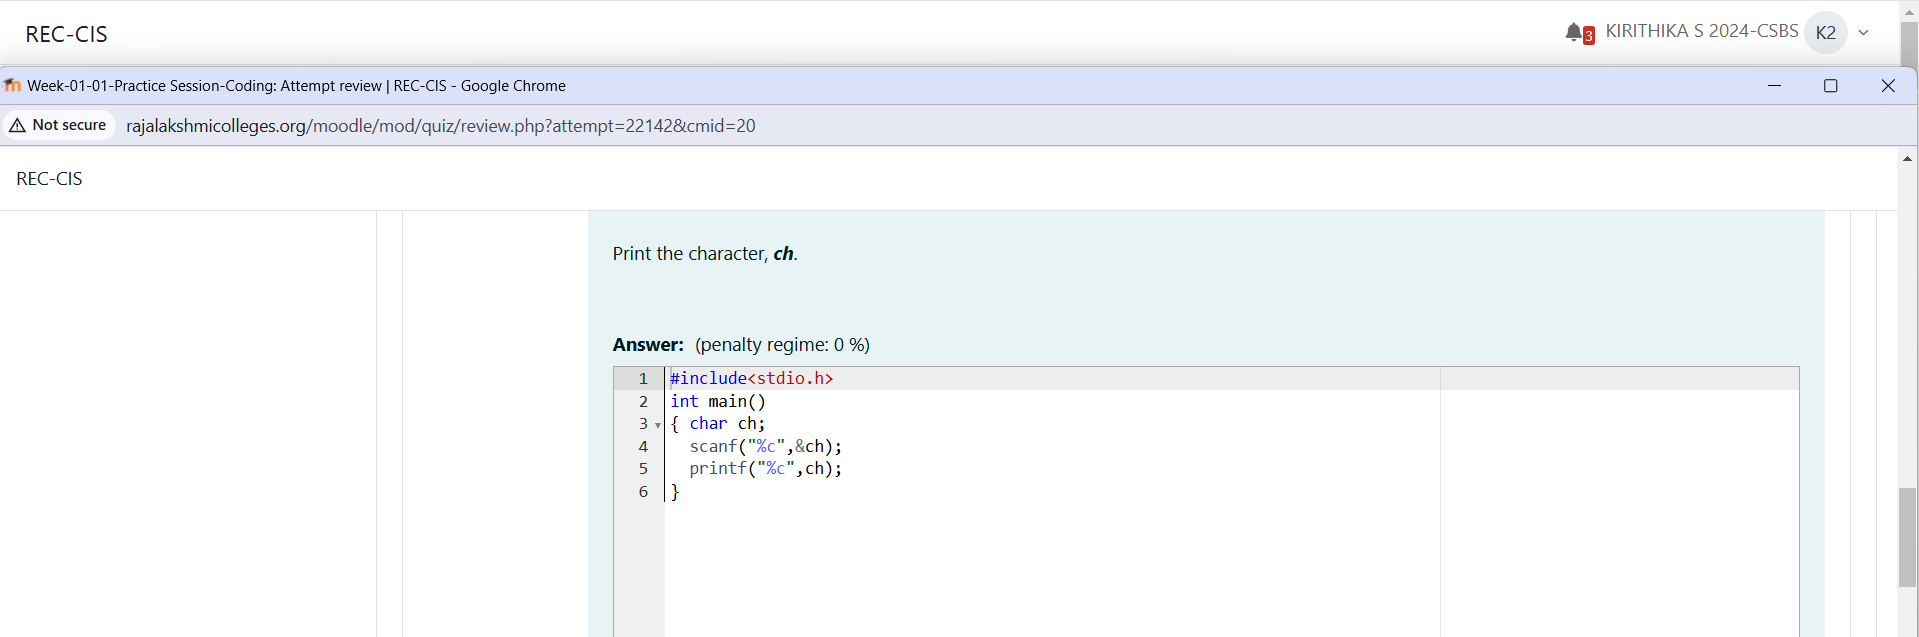 REC-CIS
3 KIRITHIKA S 2024-CSBS K2
Week-01-01-Practice Session-Coding: Attempt review | REC-CIS - Google Chrome
Not secure rajalakshmicolleges.org/moodle/mod/quiz/review.php?attempt=22142&cmid=20
REC-CIS
Print the character, ch.
Answer: (penalty regime: 0 %)
1 #include<stdio.h>
2 int main()
3 { char ch;
4 scanf("%c",&ch);
5 printf("%c",ch);
6 }